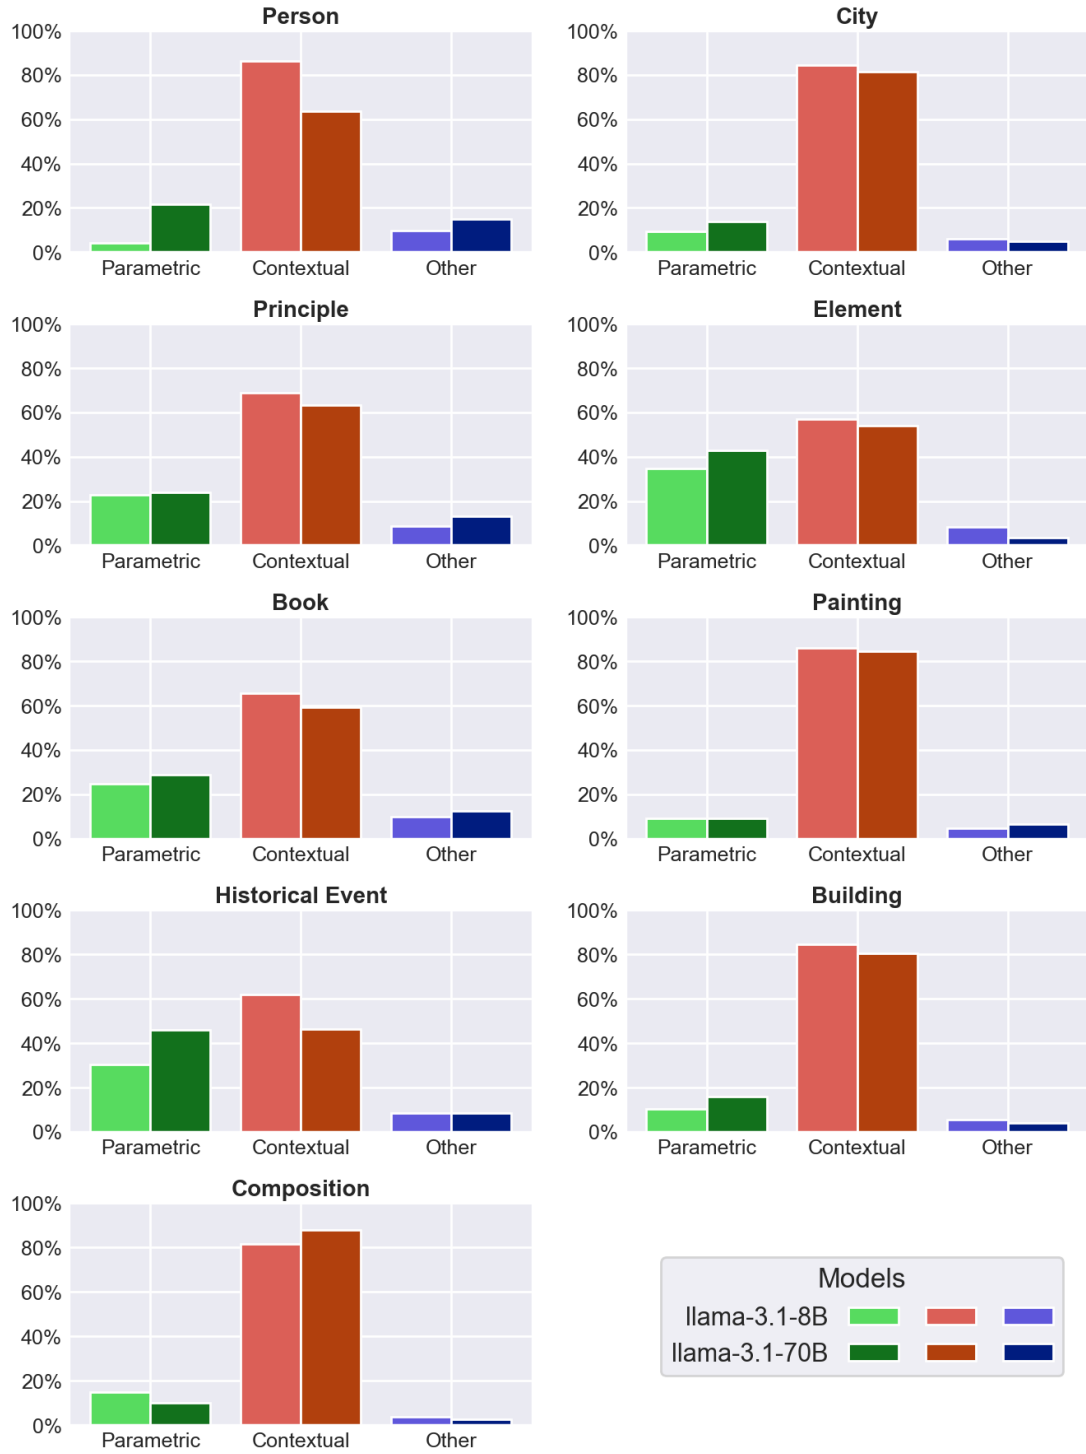 Person
100%
80%
60%
40%
20%
0%
Parametric Contextual Other
City
100%
80%
60%
40%
20%
0%
Parametric Contextual Other
Principle
100%
80%
60%
40%
20%
0%
Parametric Contextual Other
Element
100%
80%
60%
40%
20%
0%
Parametric Contextual Other
Book
100%
80%
60%
40%
20%
0%
Parametric Contextual Other
Painting
100%
80%
60%
40%
20%
0%
Parametric Contextual Other
Historical Event
100%
80%
60%
40%
20%
0%
Parametric Contextual Other
Building
100%
80%
60%
40%
20%
0%
Parametric Contextual Other
Composition
100%
80%
60%
40%
20%
0%
Parametric Contextual Other
Models
llama-3.1-8B
llama-3.1-70B